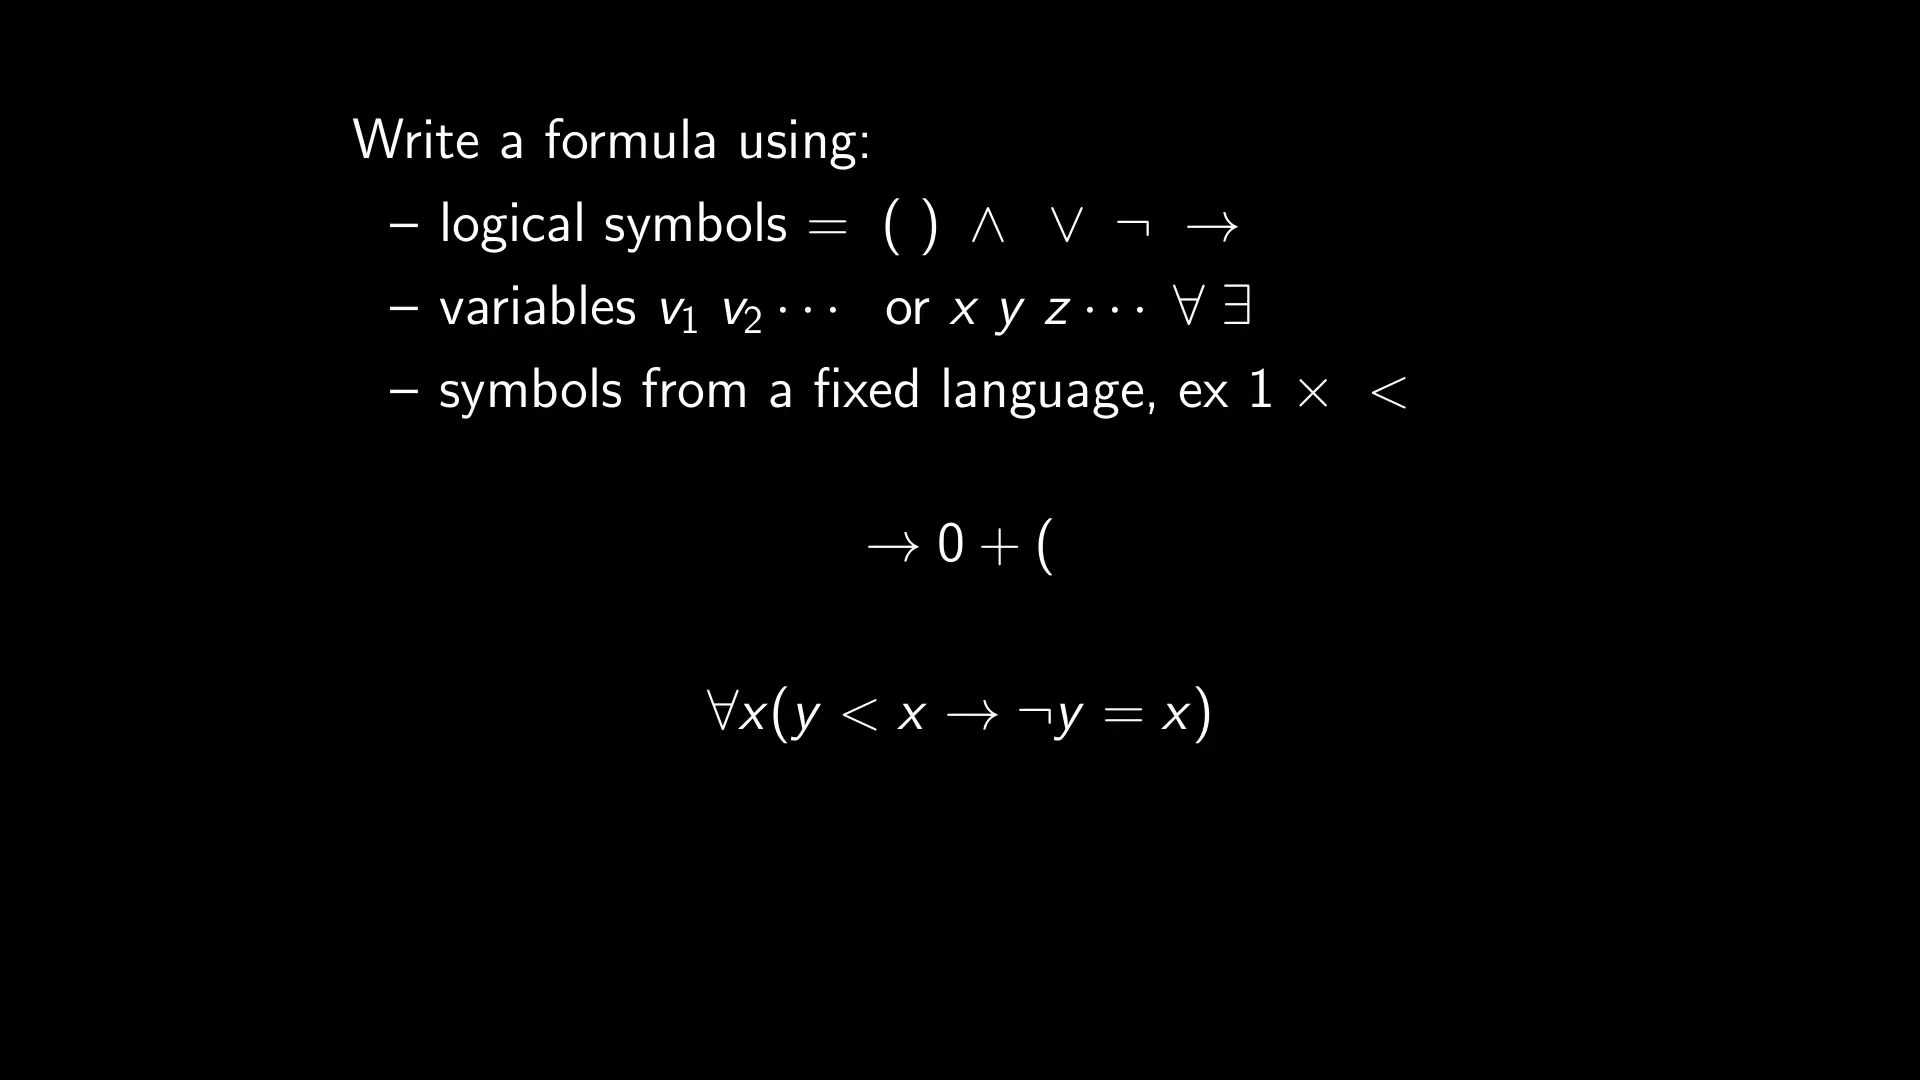 Write a formula using:
– logical symbols = ( ) ∧ ∨ ¬ →
– variables v₁ v₂ ⋯ or x y z ⋯ ∀ ∃
– symbols from a fixed language, ex 1 × <
→ 0 + (
∀x(y < x → ¬y = x)